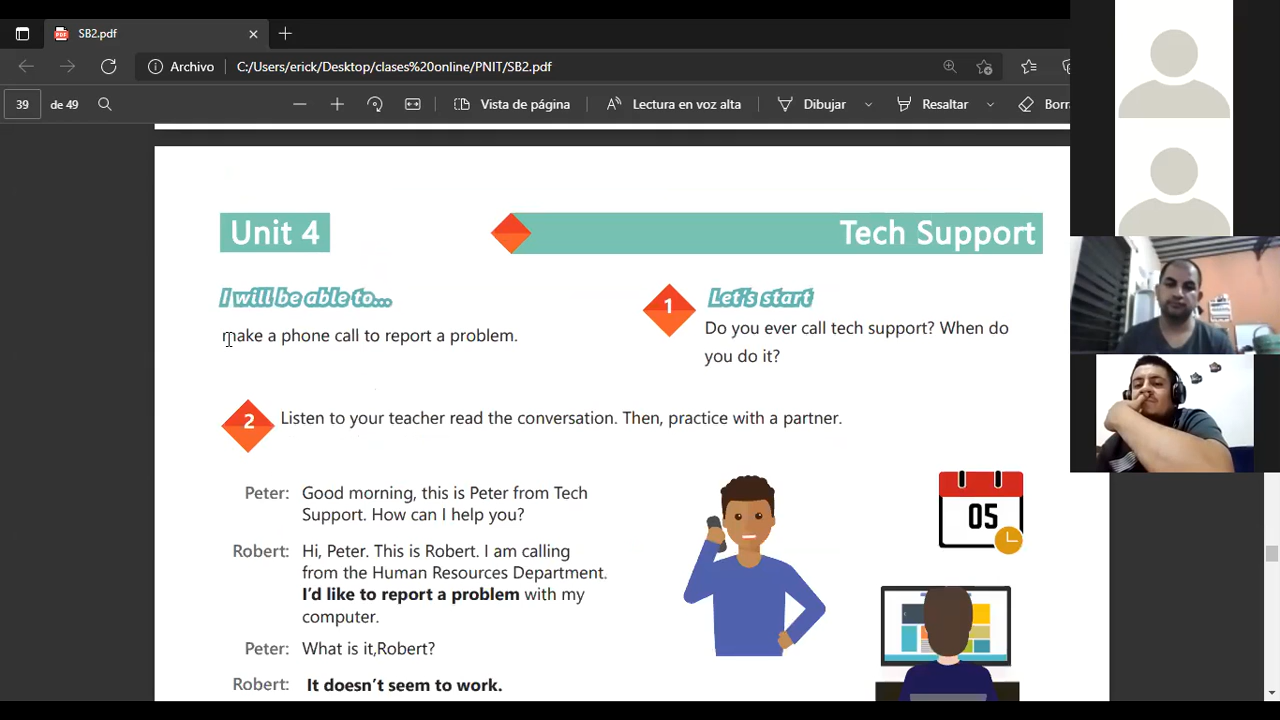 SB2.pdf
Archivo
C:/Users/erick/Desktop/clases%20online/PNIT/SB2.pdf
39 de 49
Vista de página
Lectura en voz alta
Dibujar
Resaltar
Borra
Unit 4
Tech Support
I will be able to...
make a phone call to report a problem.
1
Let's start
Do you ever call tech support? When do
you do it?
2
Listen to your teacher read the conversation. Then, practice with a partner.
Peter: Good morning, this is Peter from Tech
Support. How can I help you?
Robert: Hi, Peter. This is Robert. I am calling
from the Human Resources Department.
I'd like to report a problem with my
computer.
Peter: What is it,Robert?
Robert: It doesn't seem to work.
05